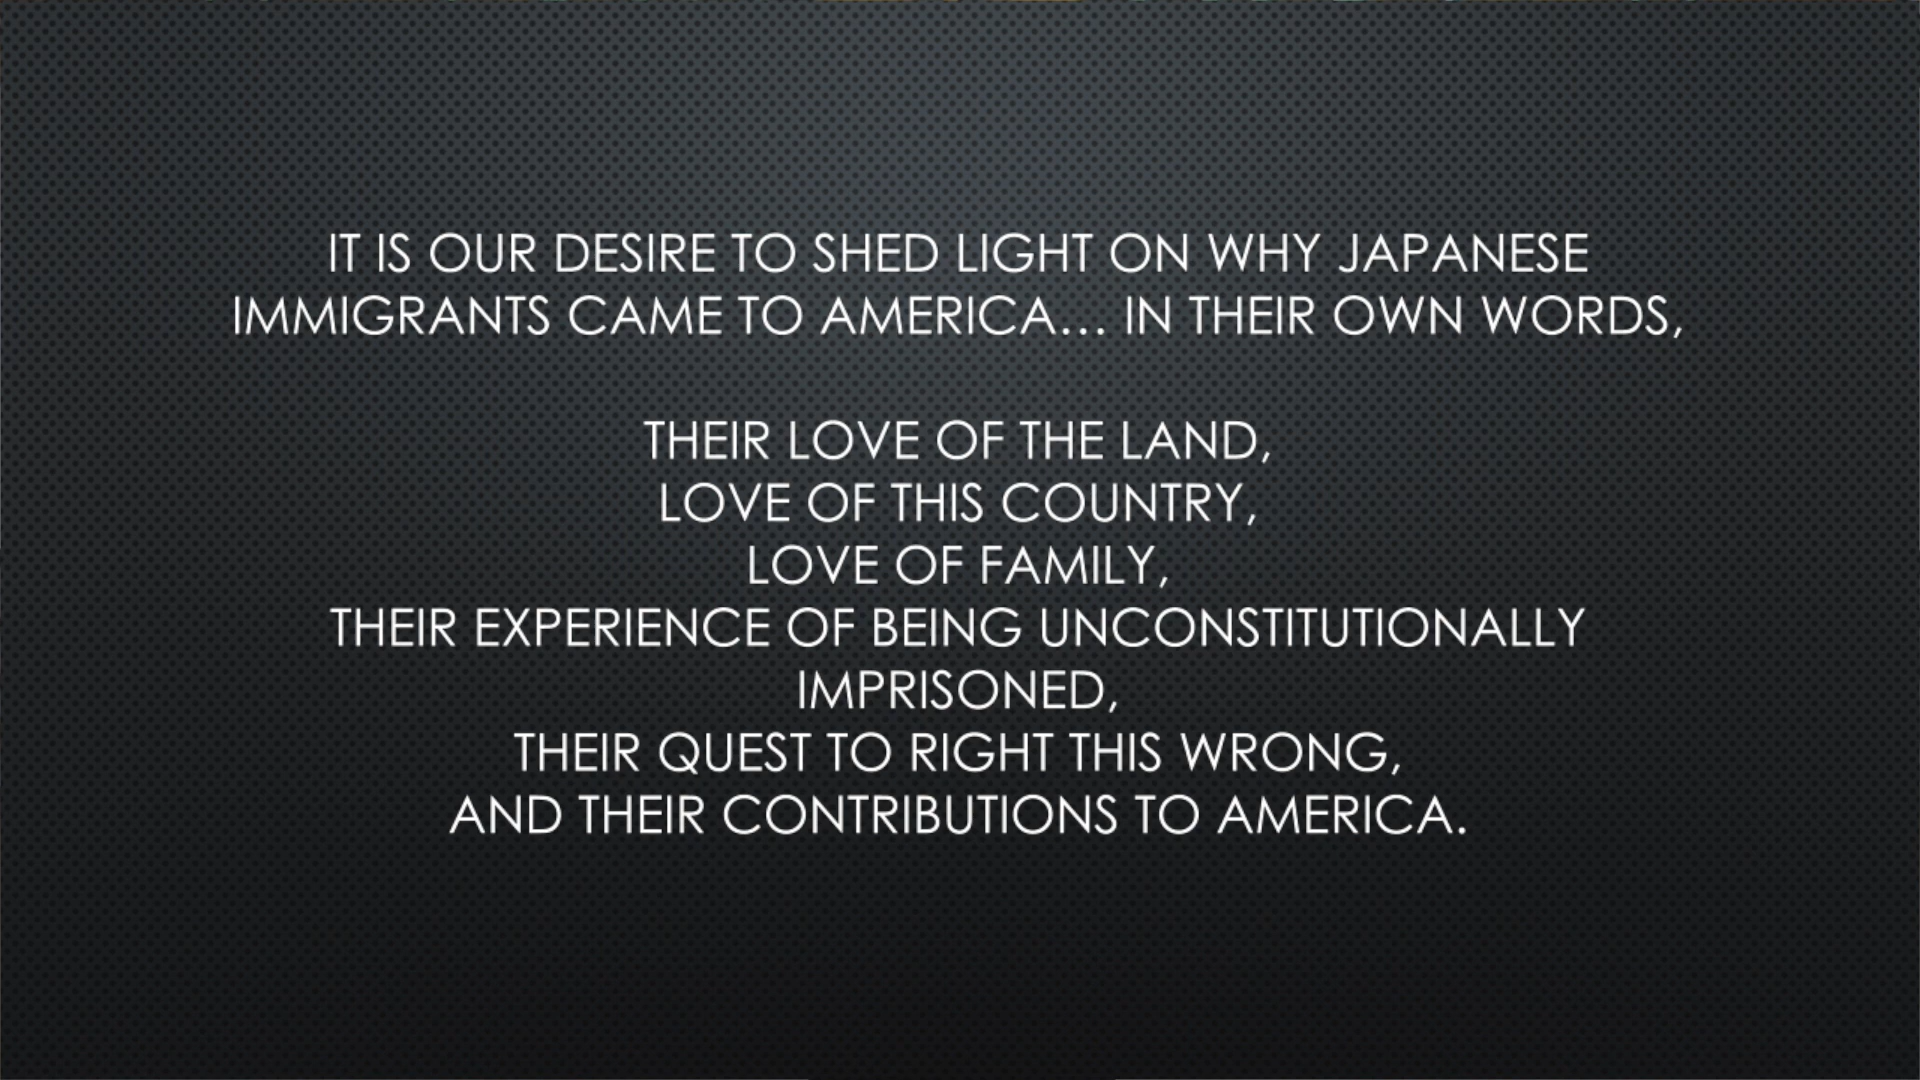 IT IS OUR DESIRE TO SHED LIGHT ON WHY JAPANESE
IMMIGRANTS CAME TO AMERICA... IN THEIR OWN WORDS,
THEIR LOVE OF THE LAND,
LOVE OF THIS COUNTRY,
LOVE OF FAMILY,
THEIR EXPERIENCE OF BEING UNCONSTITUTIONALLY
IMPRISONED,
THEIR QUEST TO RIGHT THIS WRONG,
AND THEIR CONTRIBUTIONS TO AMERICA.